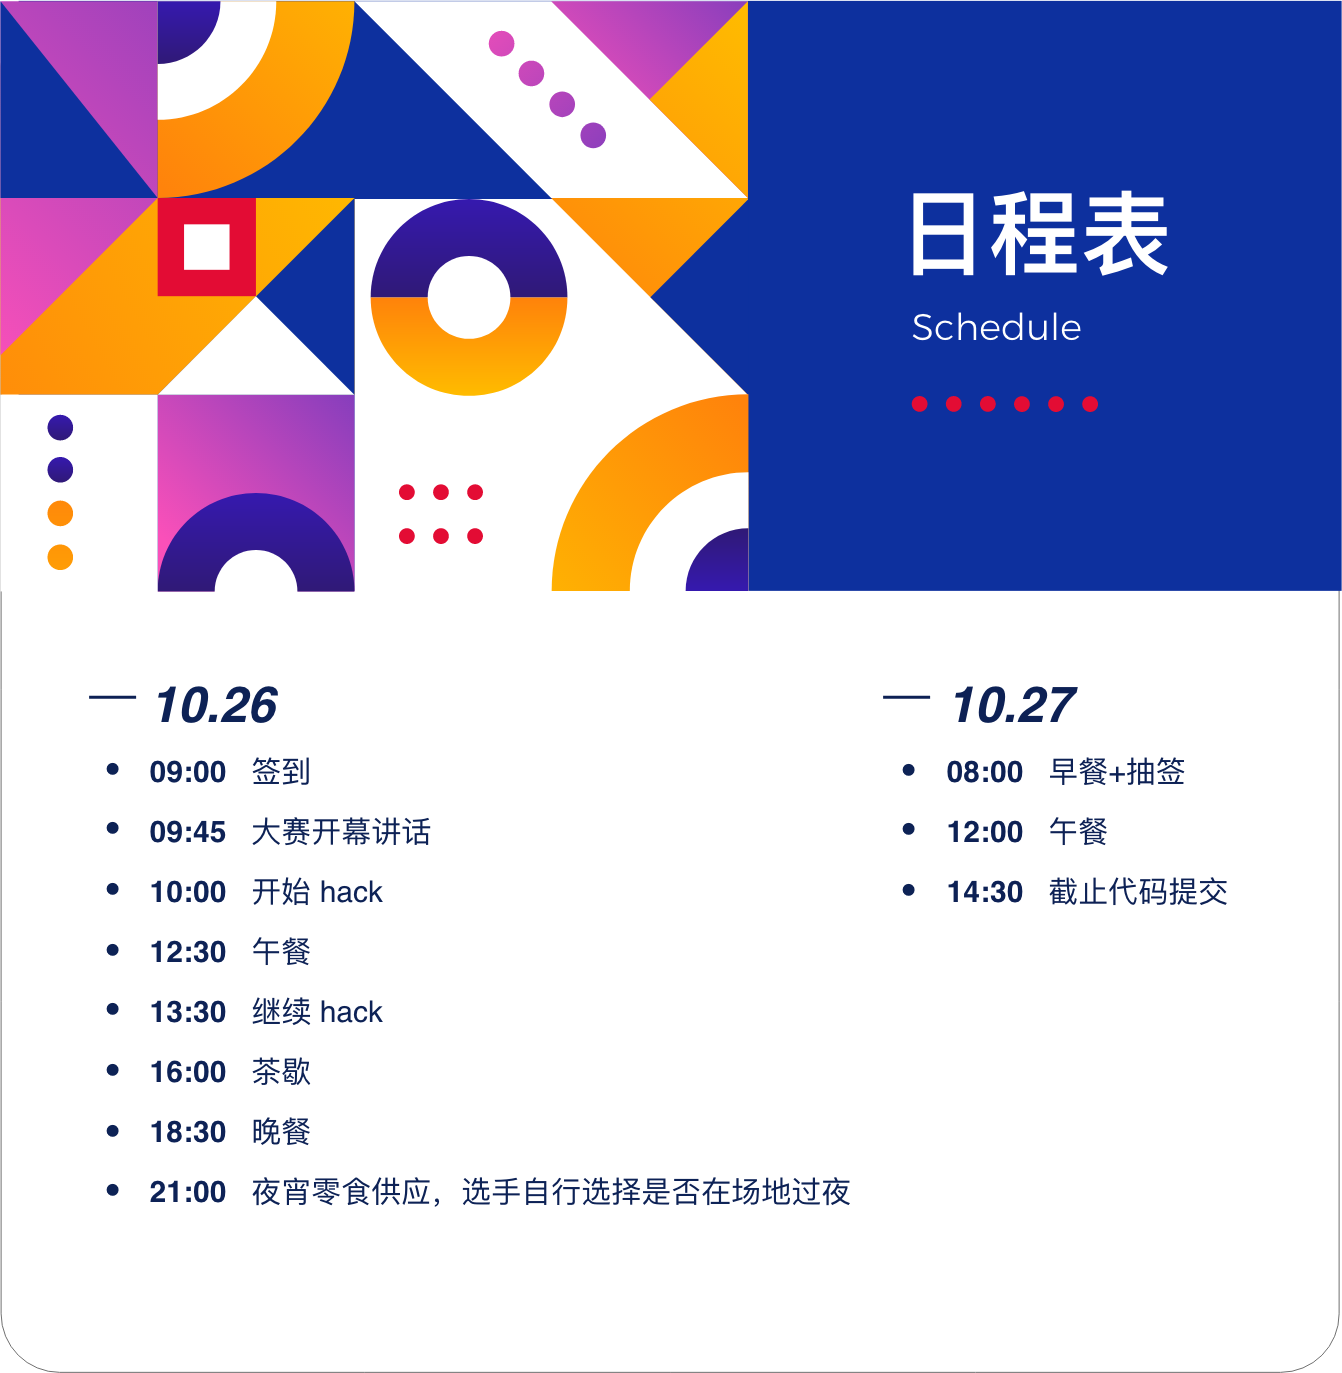 日程表
Schedule
10.26
09:00 签到
09:45 大赛开幕讲话
10:00 开始 hack
12:30 午餐
13:30 继续 hack
16:00 茶歇
18:30 晚餐
21:00 夜宵零食供应，选手自行选择是否在场地过夜
10.27
08:00 早餐+抽签
12:00 午餐
14:30 截止代码提交